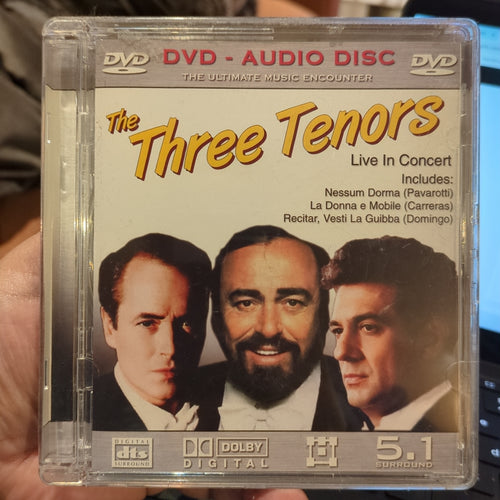 DVD DVD - AUDIO DISC DVD
THE ULTIMATE MUSIC ENCOUNTER
The
Three Tenors
Live In Concert
Includes:
Nessum Dorma (Pavarotti)
La Donna e Mobile (Carreras)
Recitar, Vesti La Guibba (Domingo)
DIGITAL
dts
SURROUND
DOLBY
DIGITAL
5.1
SURROUND